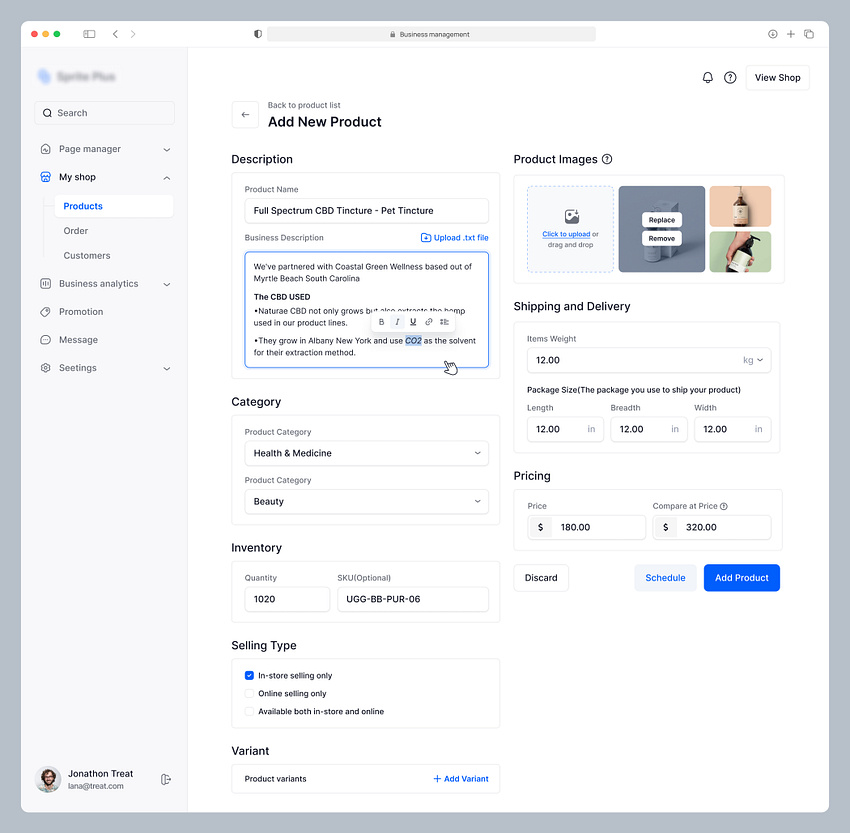 Business management
Sprite Plus
Search
Page manager
My shop
Products
Order
Customers
Business analytics
Promotion
Message
Seetings
Jonathon Treat
lana@treat.com
View Shop
Back to product list
Add New Product
Description
Product Name
Full Spectrum CBD Tincture - Pet Tincture
Business Description
Upload .txt file
We've partnered with Coastal Green Wellness based out of
Myrtle Beach South Carolina
The CBD USED
•Naturae CBD not only grows but also extracts the hemp
used in our product lines.
B I U
•They grow in Albany New York and use CO2 as the solvent
for their extraction method.
Category
Product Category
Health & Medicine
Product Category
Beauty
Inventory
Quantity
SKU(Optional)
1020
UGG-BB-PUR-06
Selling Type
In-store selling only
Online selling only
Available both in-store and online
Variant
Product variants
+ Add Variant
Product Images
Click to upload or
drag and drop
Replace
Remove
Shipping and Delivery
Items Weight
12.00 kg
Package Size(The package you use to ship your product)
Length Breadth Width
12.00 in 12.00 in 12.00 in
Pricing
Price
Compare at Price
$ 180.00
$ 320.00
Discard
Schedule
Add Product